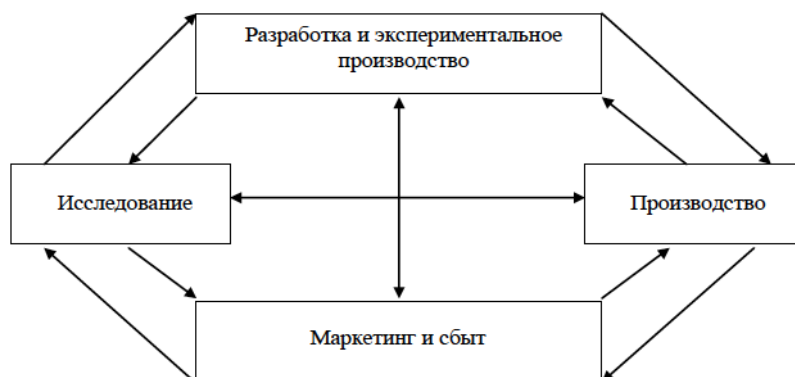 Разработка и экспериментальное
производство
Исследование
Производство
Маркетинг и сбыт